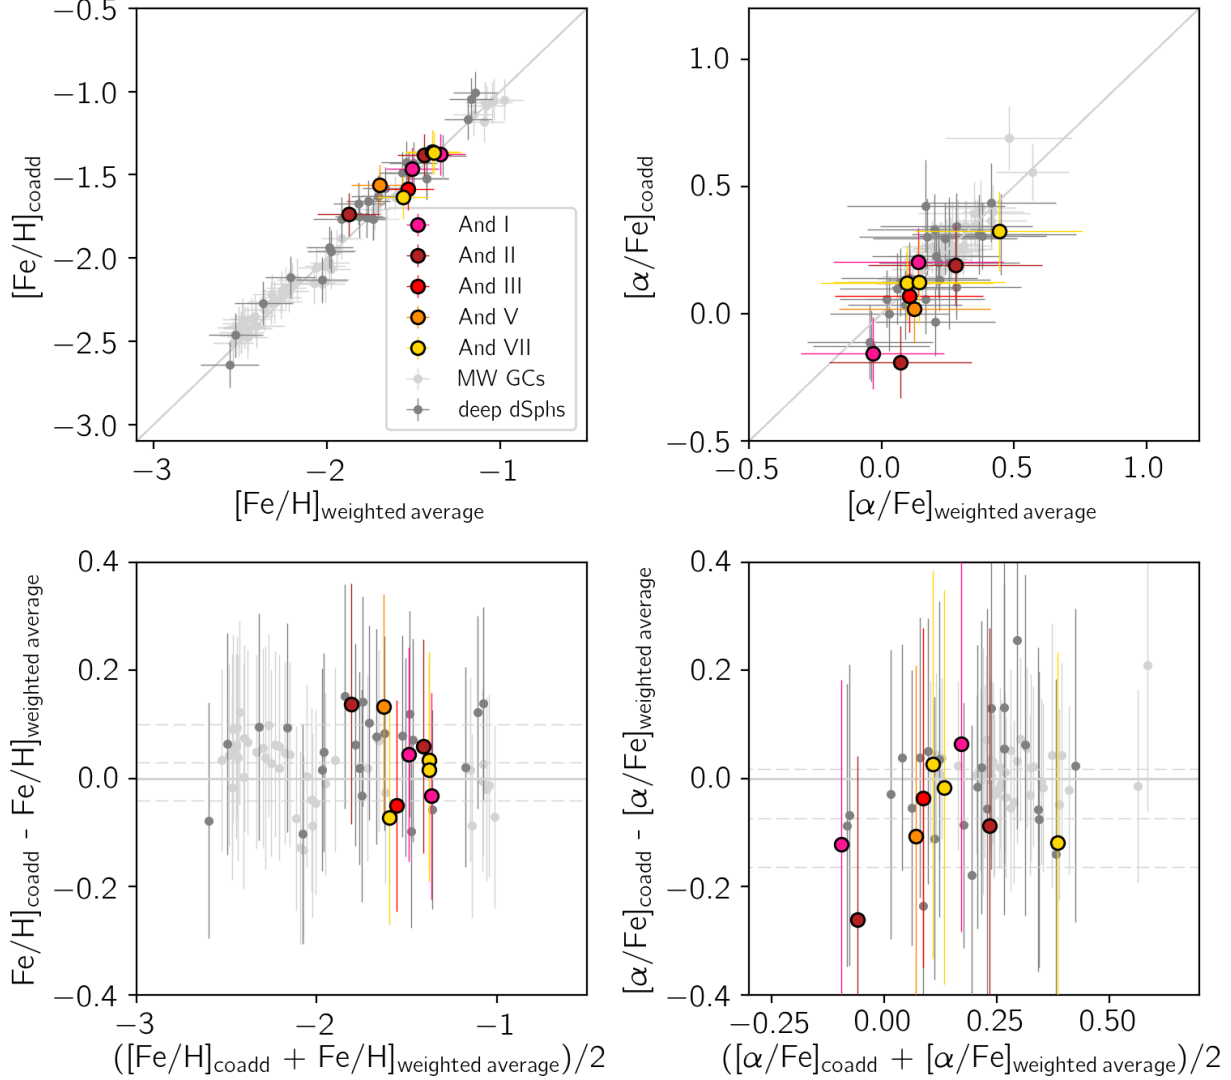 −0.5
−1.0
−1.5
−2.0
−2.5
−3.0
[Fe/H]coadd
−3
−2
−1
[Fe/H]weighted average
And I
And II
And III
And V
And VII
MW GCs
deep dSphs
1.0
0.5
0.0
−0.5
[α/Fe]coadd
−0.5
0.0
0.5
1.0
[α/Fe]weighted average
0.4
0.2
0.0
−0.2
−0.4
Fe/H]coadd - Fe/H]weighted average
−3
−2
−1
([Fe/H]coadd + Fe/H]weighted average)/2
0.4
0.2
0.0
−0.2
−0.4
[α/Fe]coadd - [α/Fe]weighted average
−0.25
0.00
0.25
0.50
([α/Fe]coadd + [α/Fe]weighted average)/2